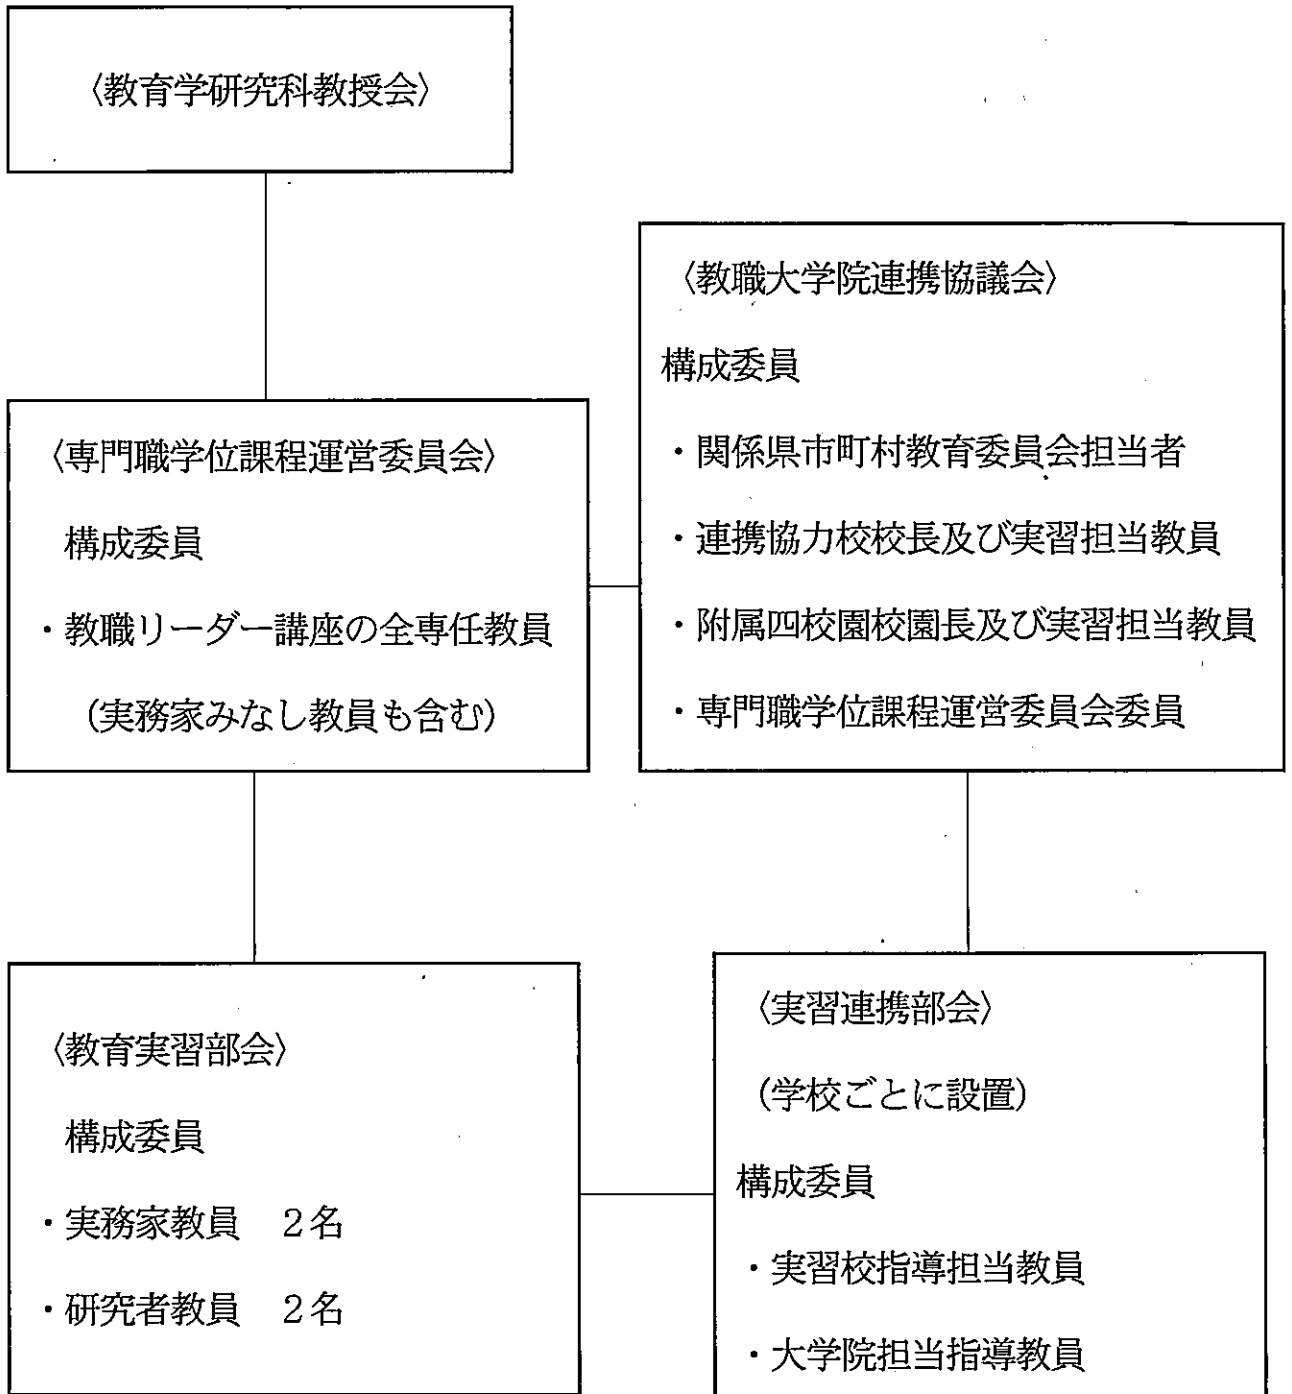 〈教育学研究科教授会〉
〈教職大学院連携協議会〉
構成委員
・関係県市町村教育委員会担当者
・連携協力校校長及び実習担当教員
・附属四校園校園長及び実習担当教員
・専門職学位課程運営委員会委員
〈専門職学位課程運営委員会〉
構成委員
・教職リーダー講座の全専任教員
（実務家みなし教員も含む）
〈教育実習部会〉
構成委員
・実務家教員　２名
・研究者教員　２名
〈実習連携部会〉
（学校ごとに設置）
構成委員
・実習校指導担当教員
・大学院担当指導教員